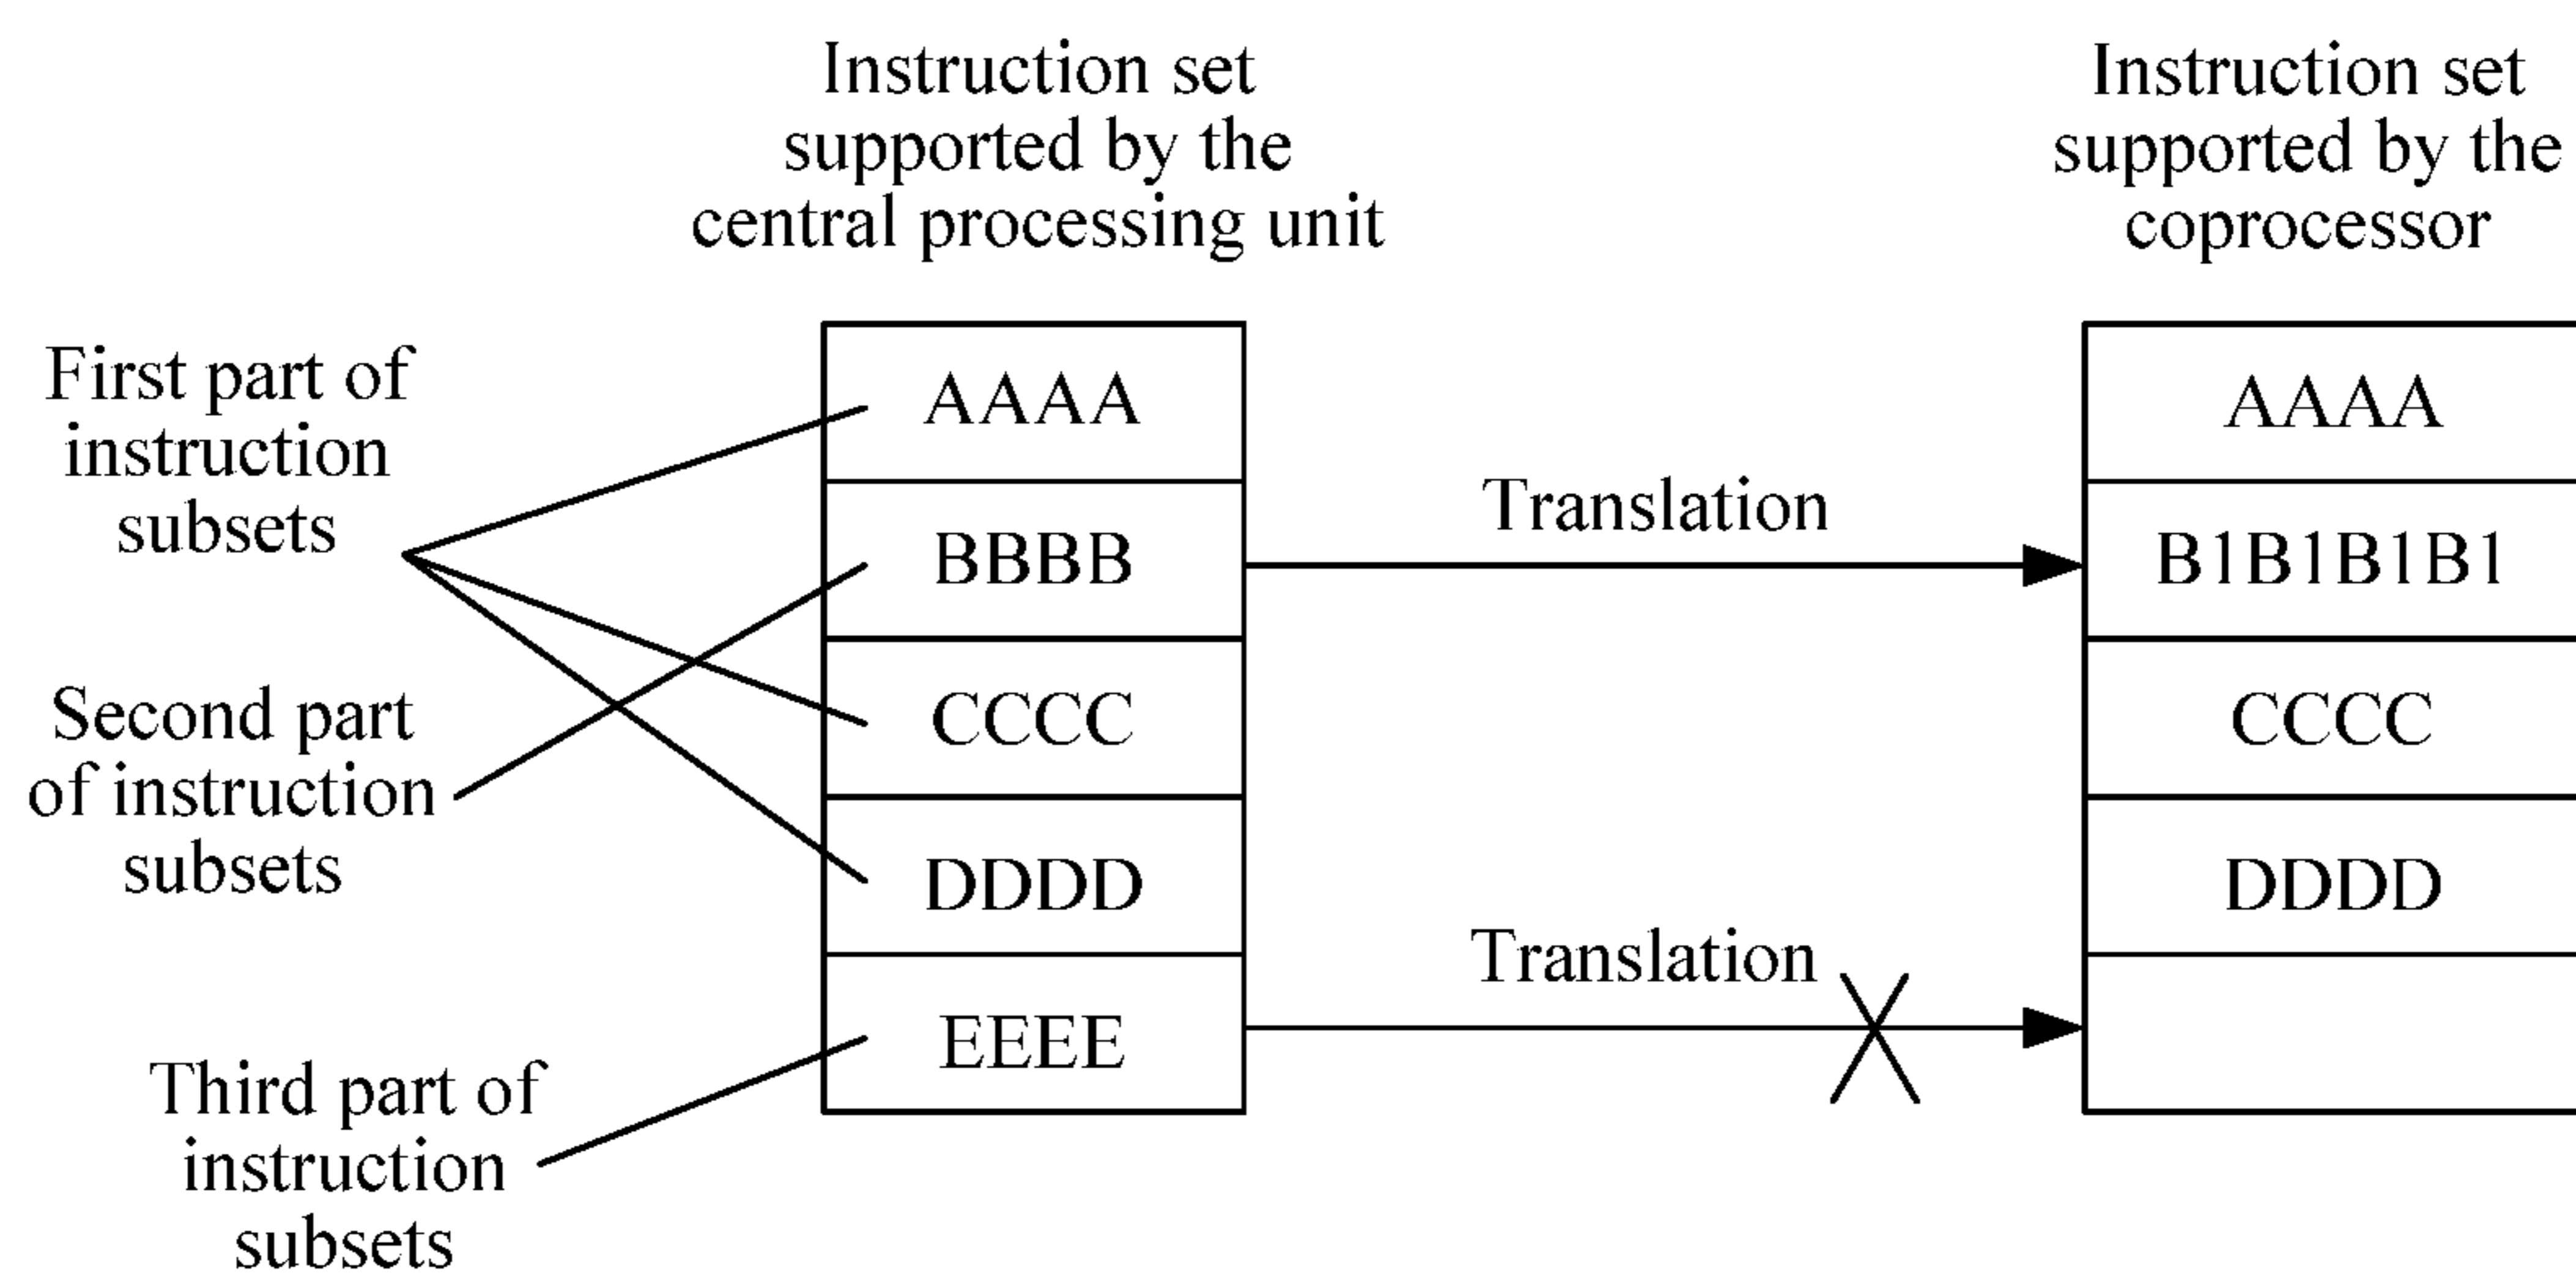 Instruction set
supported by the
central processing unit
Instruction set
supported by the
coprocessor
First part of
instruction
subsets
Second part
of instruction
subsets
Third part of
instruction
subsets
AAAA
BBBB
CCCC
DDDD
EEEE
Translation
Translation
AAAA
B1B1B1B1
CCCC
DDDD